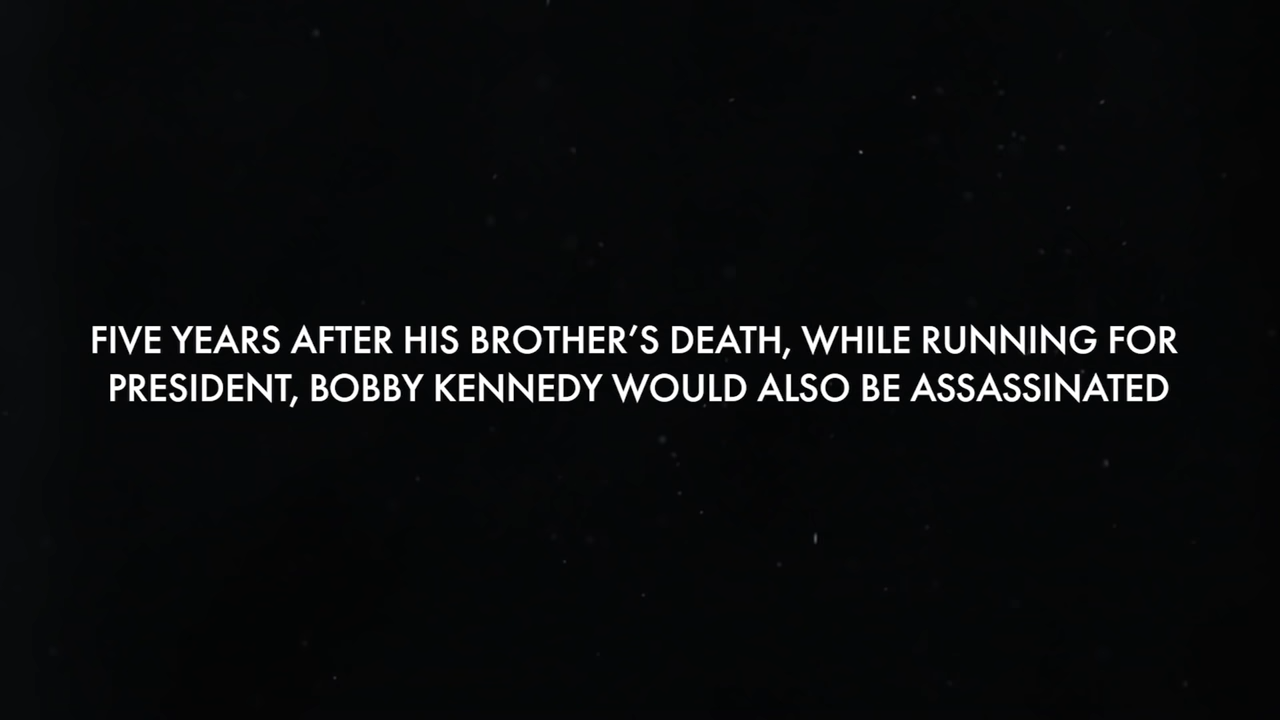 FIVE YEARS AFTER HIS BROTHER’S DEATH, WHILE RUNNING FOR
PRESIDENT, BOBBY KENNEDY WOULD ALSO BE ASSASSINATED